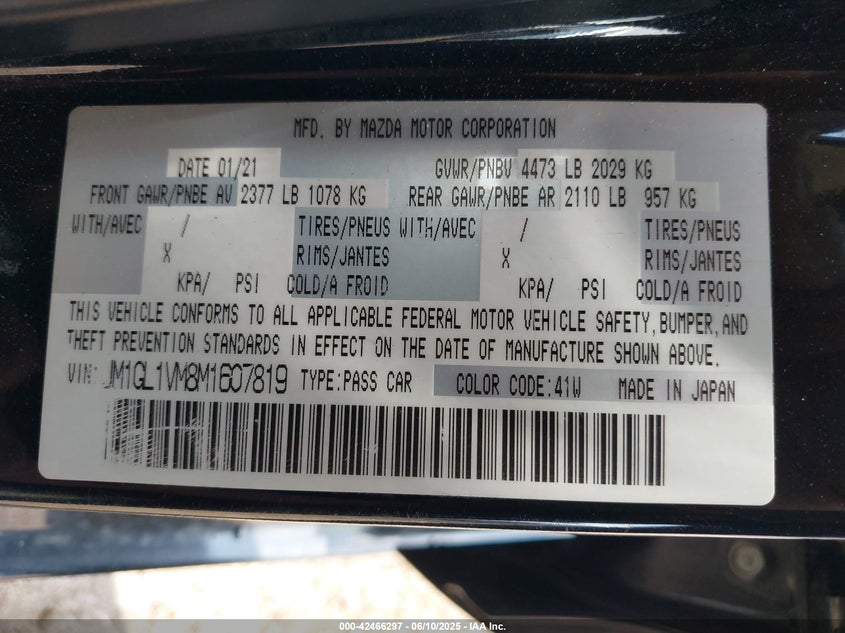 MFD. BY MAZDA MOTOR CORPORATION
DATE 01/21 GVWR/PNBV 4473 LB 2029 KG
FRONT GAWR/PNBE AV 2377 LB 1078 KG REAR GAWR/PNBE AR 2110 LB 957 KG
WITH/AVEC / TIRES/PNEUS WITH/AVEC / TIRES/PNEUS
X RIMS/JANTES X RIMS/JANTES
KPA/ PSI COLD/A FROID KPA/ PSI COLD/A FROID
THIS VEHICLE CONFORMS TO ALL APPLICABLE FEDERAL MOTOR VEHICLE SAFETY, BUMPER, AND
THEFT PREVENTION STANDARDS IN EFFECT ON THE DATE OF MANUFACTURE SHOWN ABOVE.
VIN: JM1GL1VM8M1607819 TYPE:PASS CAR COLOR CODE:41W MADE IN JAPAN
000-42466297 - 06/10/2025 - IAA Inc.